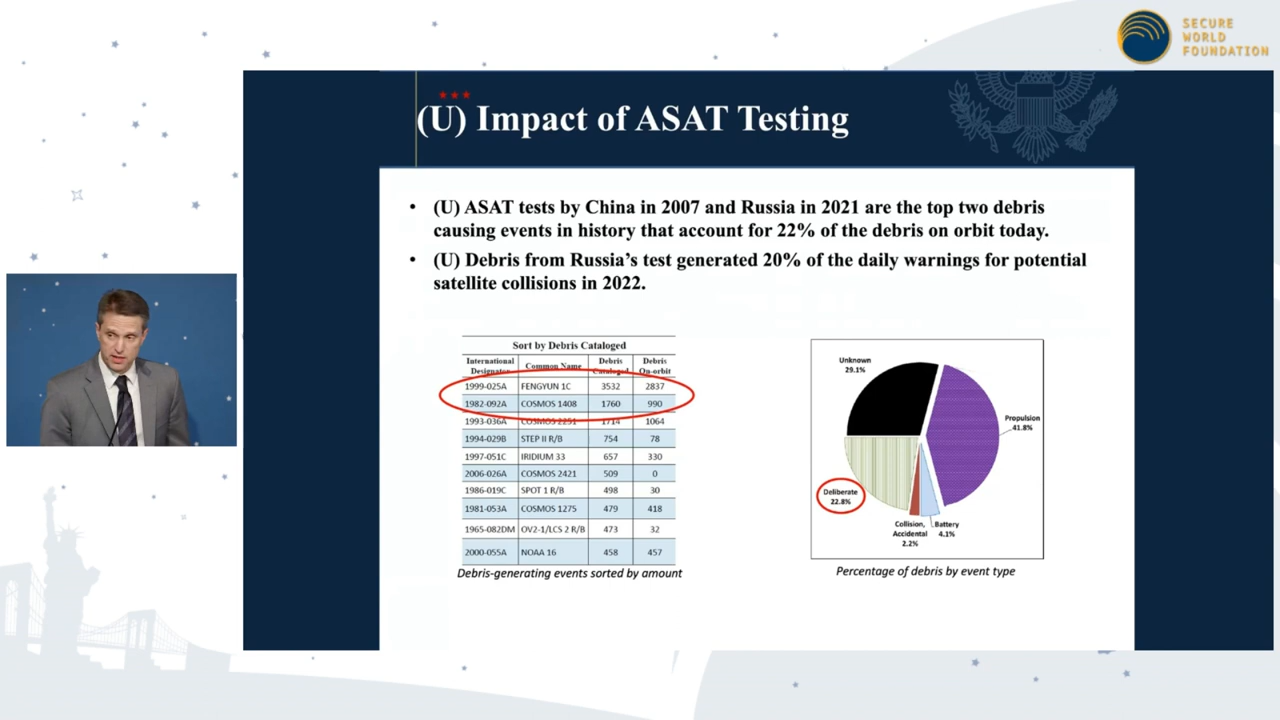 SECURE
WORLD
FOUNDATION
(U) Impact of ASAT Testing
• (U) ASAT tests by China in 2007 and Russia in 2021 are the top two debris
causing events in history that account for 22% of the debris on orbit today.
• (U) Debris from Russia’s test generated 20% of the daily warnings for potential
satellite collisions in 2022.
Sort by Debris Cataloged
International Designator Common Name Debris Cataloged Debris On-orbit
1999-025A FENGYUN 1C 3532 2837
1982-092A COSMOS 1408 1760 990
1993-036A COSMOS 2251 1714 1064
1994-029B STEP II R/B 754 78
1997-051C IRIDIUM 33 657 330
2006-026A COSMOS 2421 509 0
1986-019C SPOT 1 R/B 498 30
1981-053A COSMOS 1275 479 418
1965-082DM OV2-1/LCS 2 R/B 473 32
2000-055A NOAA 16 458 457
Debris-generating events sorted by amount
Unknown
29.1%
Propulsion
41.8%
Deliberate
22.8%
Collision,
Accidental
2.2%
Battery
4.1%
Percentage of debris by event type